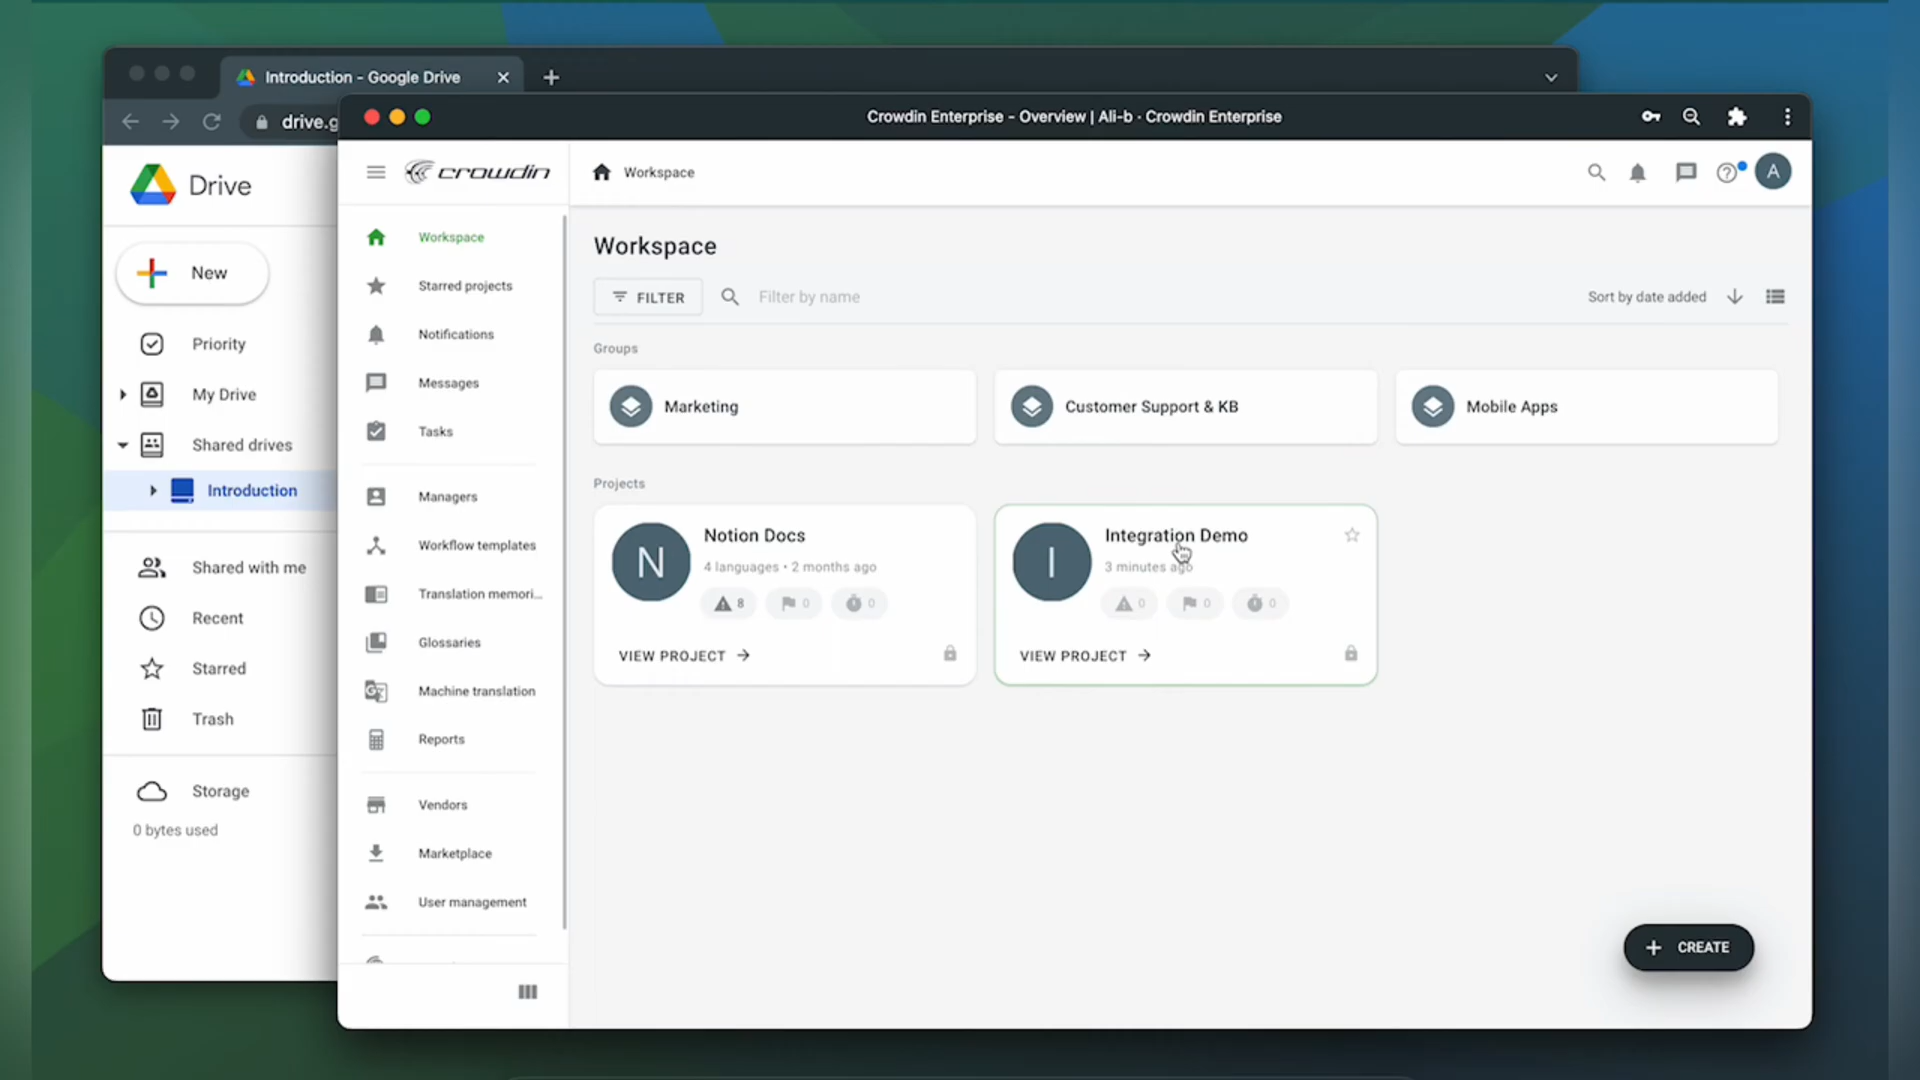 Introduction - Google Drive
drive.g
Drive
New
Priority
My Drive
Shared drives
Introduction
Shared with me
Recent
Starred
Trash
Storage
0 bytes used
Crowdin Enterprise - Overview | Ali-b · Crowdin Enterprise
crowdin
Workspace
A
Workspace
Starred projects
Notifications
Messages
Tasks
Managers
Workflow templates
Translation memori...
Glossaries
Machine translation
Reports
Vendors
Marketplace
User management
Workspace
FILTER
Filter by name
Sort by date added
Groups
Marketing
Customer Support & KB
Mobile Apps
Projects
N
Notion Docs
4 languages • 2 months ago
8 0 0
VIEW PROJECT
I
Integration Demo
3 minutes ago
0 0 0
VIEW PROJECT
CREATE